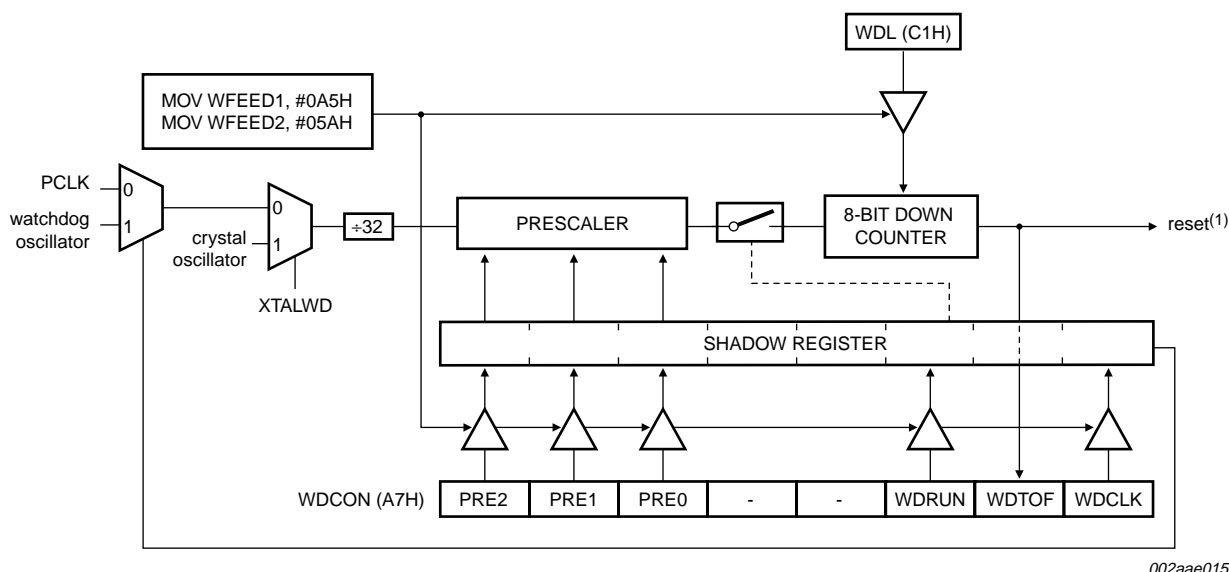 WDL (C1H)
MOV WFEED1, #0A5H
MOV WFEED2, #05AH
PCLK
0
watchdog
oscillator
1
0
crystal
oscillator
1
XTALWD
÷32
PRESCALER
8-BIT DOWN
COUNTER
reset(1)
SHADOW REGISTER
WDCON (A7H)
PRE2
PRE1
PRE0
-
-
WDRUN
WDTOF
WDCLK
002aae015